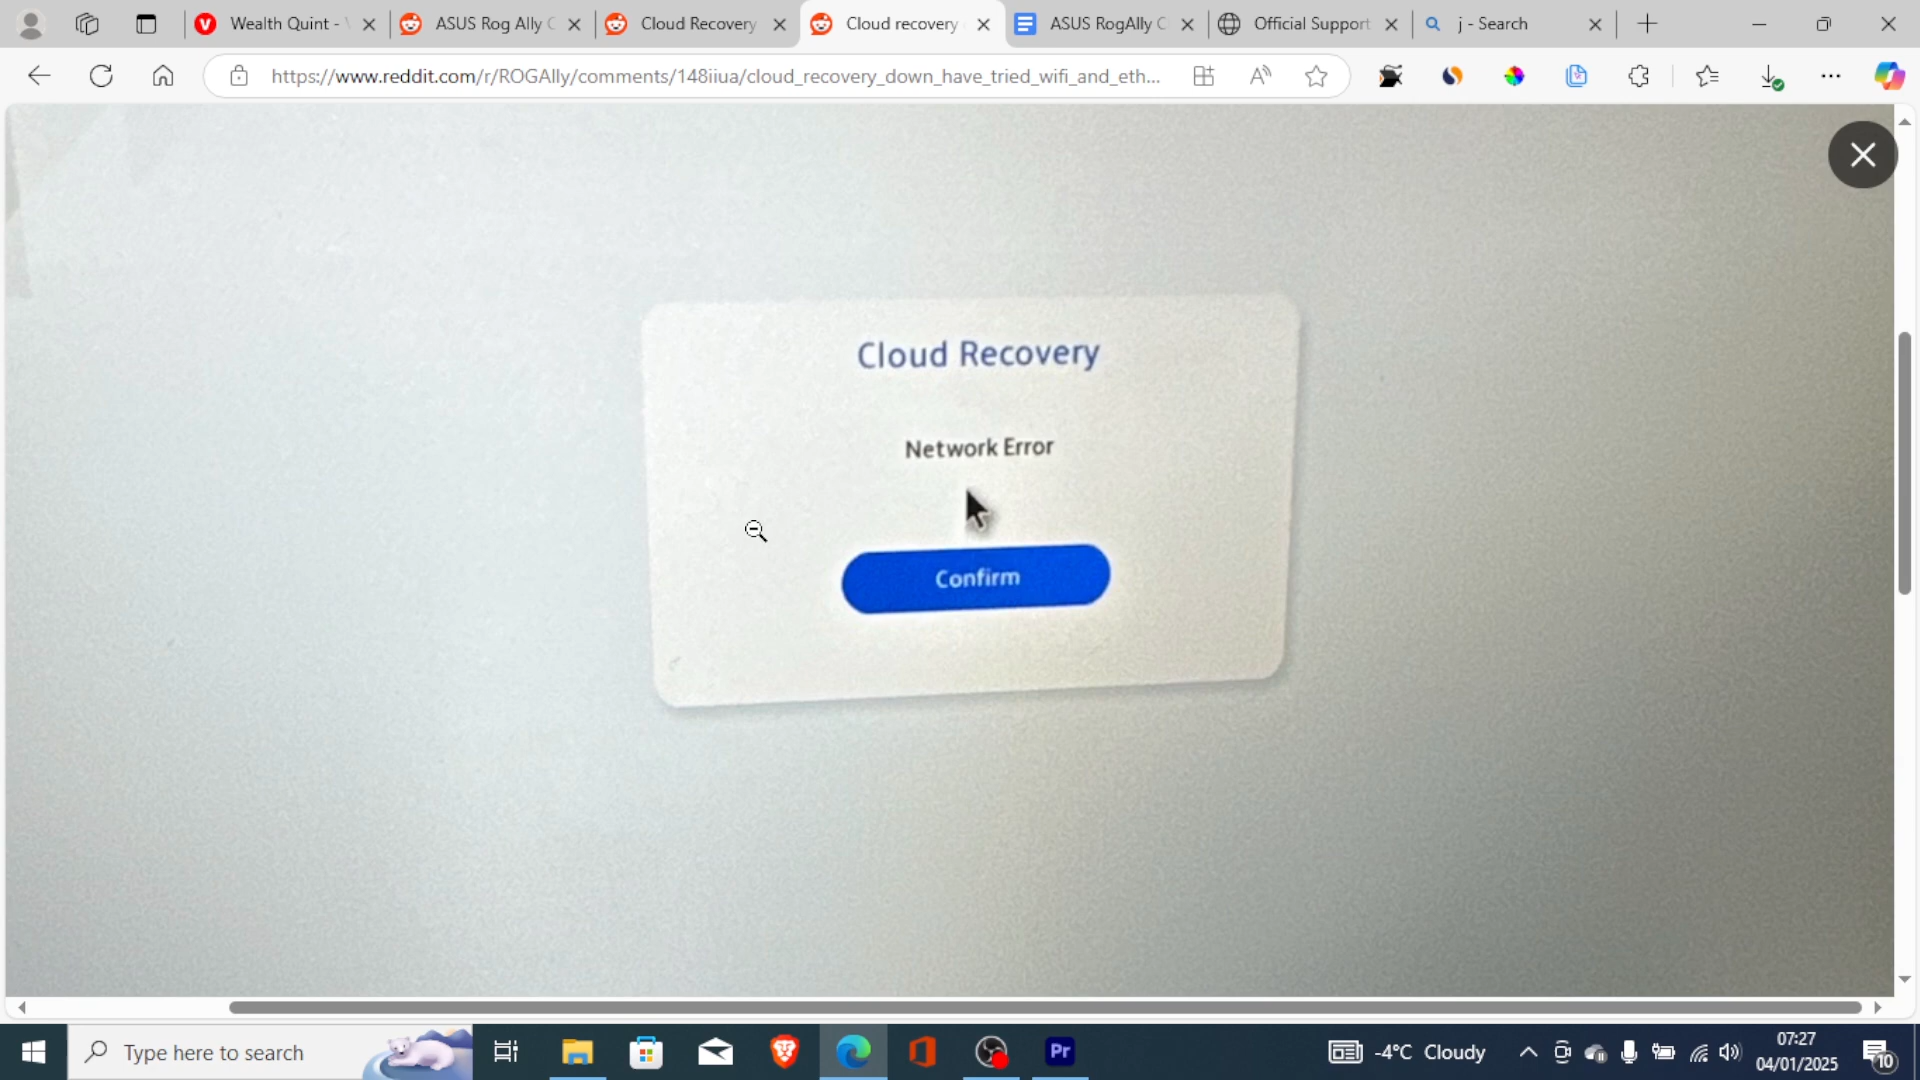 Wealth Quint -
ASUS Rog Ally C
Cloud Recovery
Cloud recovery
ASUS RogAlly C
Official Support
j - Search
https://www.reddit.com/r/ROGAlly/comments/148iiua/cloud_recovery_down_have_tried_wifi_and_eth...
Cloud Recovery
Network Error
Confirm
Type here to search
Pr
-4°C Cloudy
07:27
04/01/2025
10